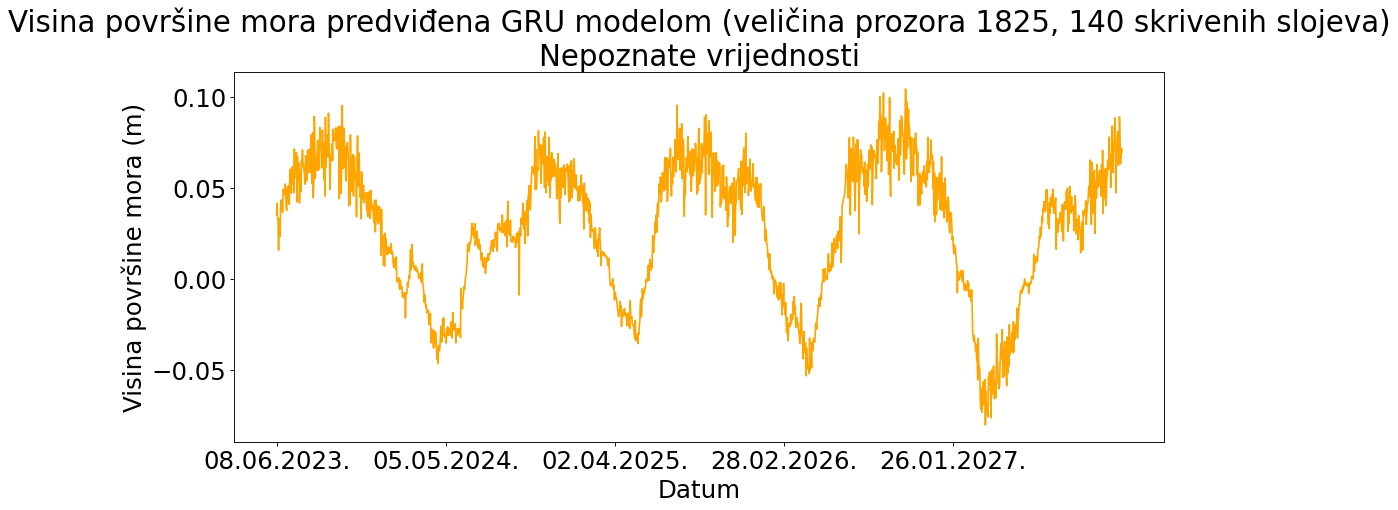 Visina površine mora predviđena GRU modelom (veličina prozora 1825, 140 skrivenih slojeva)
Nepoznate vrijednosti
Visina površine mora (m)
0.10
0.05
0.00
−0.05
08.06.2023. 05.05.2024. 02.04.2025. 28.02.2026. 26.01.2027.
Datum